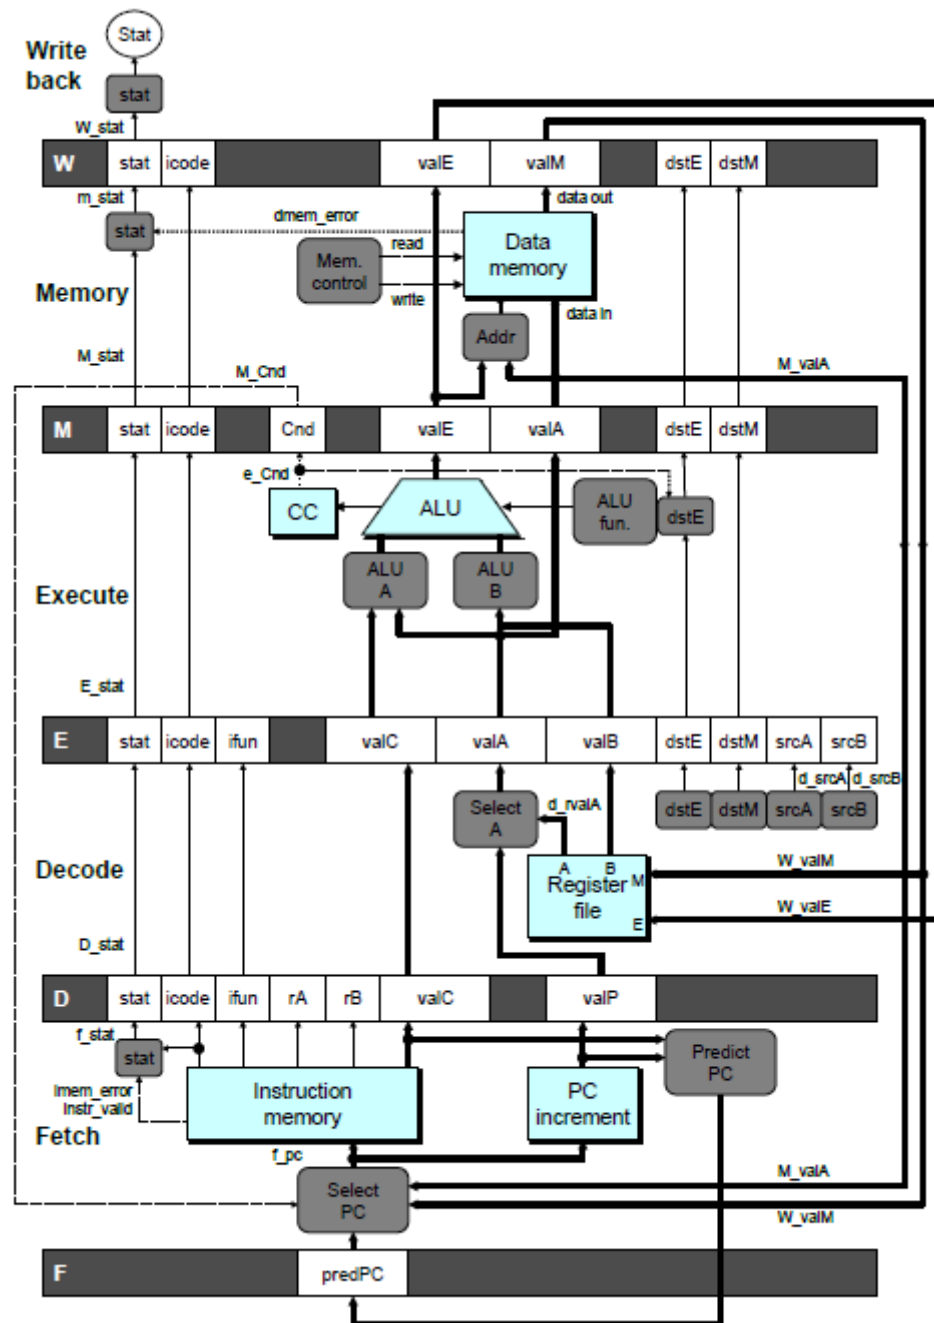 Stat
Write
back
stat
W_stat
W stat icode valE valM dstE dstM
m_stat
data out
dmem_error
stat
read
Mem.
control
Data
memory
write
data in
Memory
Addr
M_stat
M_Cnd
M_valA
M stat icode Cnd valE valA dstE dstM
e_Cnd
CC
ALU
ALU
fun.
dstE
ALU
A
ALU
B
Execute
E_stat
E stat icode ifun valC valA valB dstE dstM srcA srcB
d_srcA d_srcB
Select
A
d_rvalA
dstE dstM srcA srcB
Decode
A B M
Register
file
E
W_valM
W_valE
D_stat
D stat icode ifun rA rB valC valP
f_stat
stat
Predict
PC
Imem_error
Instr_valid
Instruction
memory
PC
increment
Fetch
f_pc
Select
PC
M_valA
W_valM
F predPC